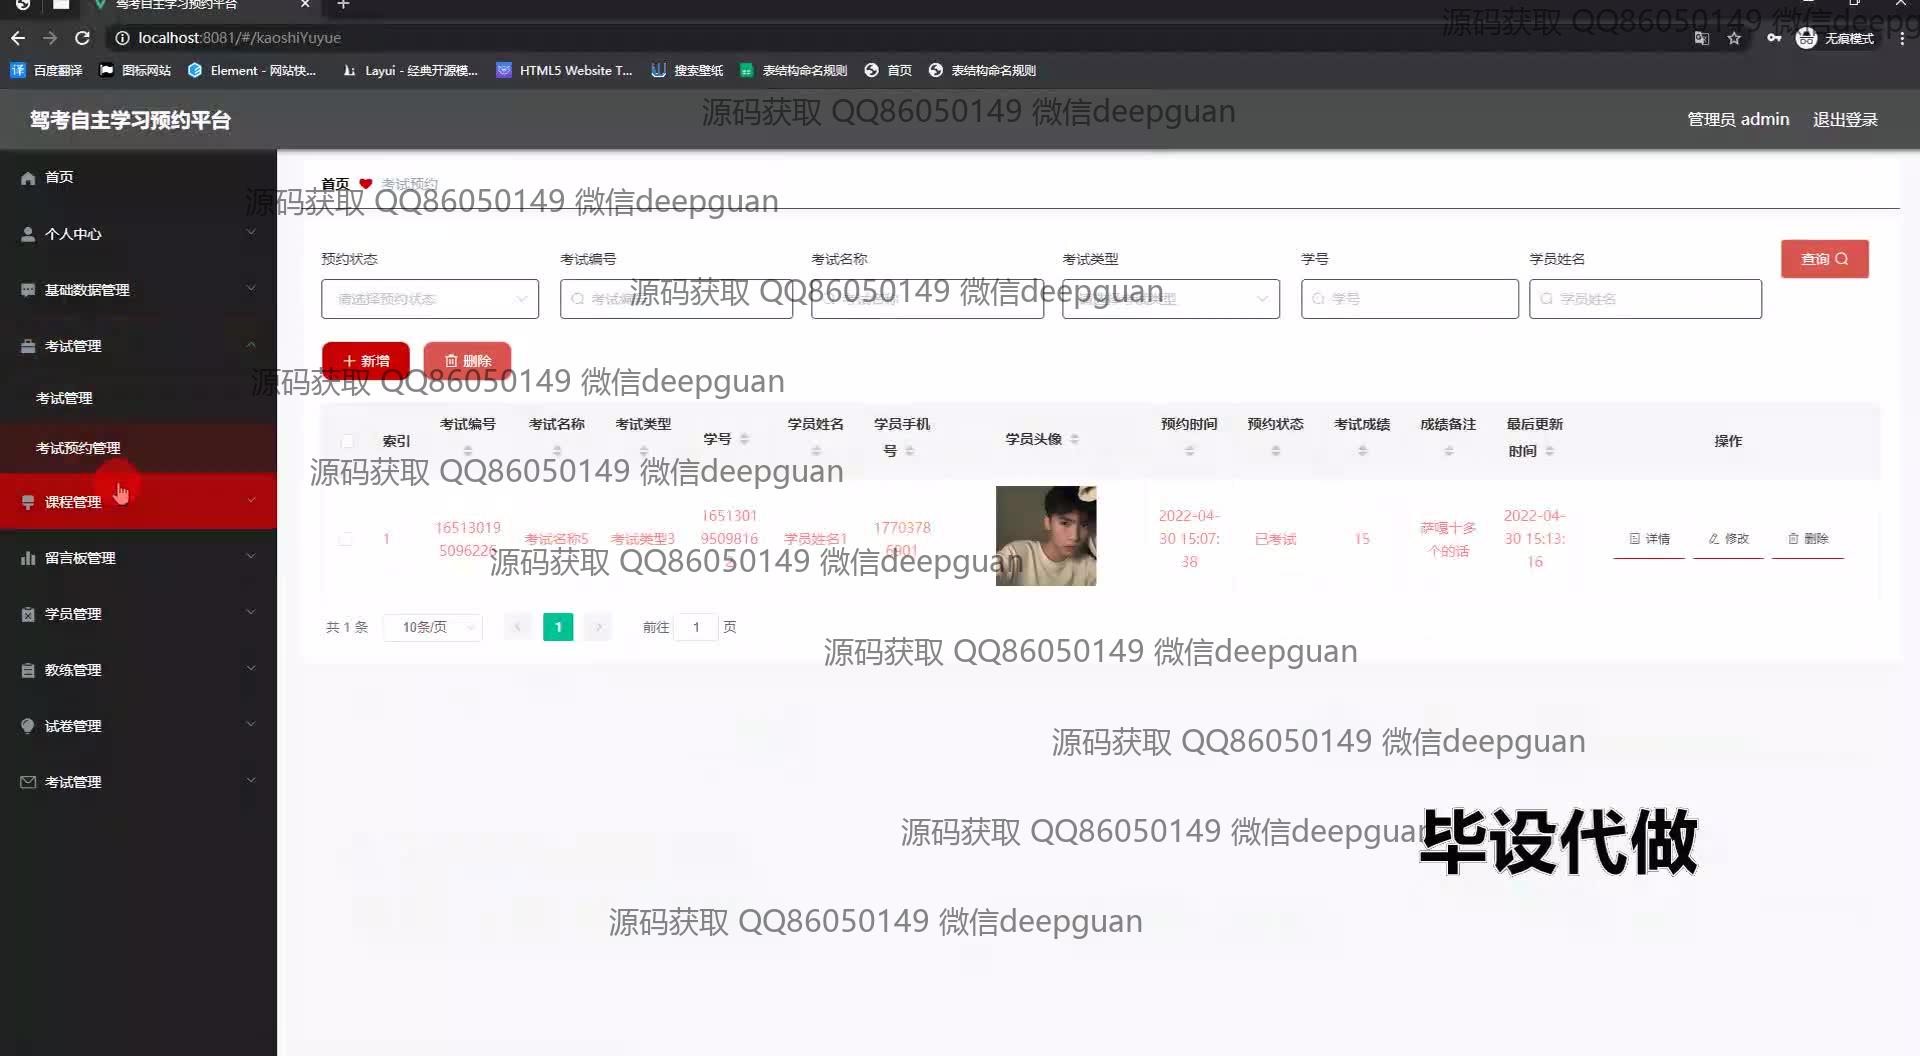 驾考自主学习预约平台
localhost:8081/#/kaoshiYuyue
无痕模式
百度翻译 图标网站 Element - 网站快... Layui - 经典开源模... HTML5 Website T... 搜索壁纸 表结构命名规则 首页 表结构命名规则
驾考自主学习预约平台
管理员 admin 退出登录
首页
个人中心
基础数据管理
考试管理
考试管理
考试预约管理
课程管理
留言板管理
学员管理
教练管理
试卷管理
考试管理
首页 考试预约
预约状态 考试编号 考试名称 考试类型 学号 学员姓名 查询
请选择预约状态 学号 学员姓名
新增 删除
索引 考试编号 考试名称 考试类型 学号 学员姓名 学员手机号 学员头像 预约时间 预约状态 考试成绩 成绩备注 最后更新时间 操作
1 考试名称5 考试类型3 学员姓名1 2022-04-30 15:07:38 已考试 15 萨嘎十多个的话 2022-04-30 15:13:16 详情 修改 删除
共 1 条 10条/页 1 前往 1 页
源码获取 QQ86050149 微信deepg
源码获取 QQ86050149 微信deepguan
源码获取 QQ86050149 微信deepguan
源码获取 QQ86050149 微信deepguan
源码获取 QQ86050149 微信deepguan
源码获取 QQ86050149 微信deepguan
源码获取 QQ86050149 微信deepguan
源码获取 QQ86050149 微信deepguan
源码获取 QQ86050149 微信deepguan
源码获取 QQ86050149 微信deepguan
源码获取 QQ86050149 微信deepguan
毕设代做